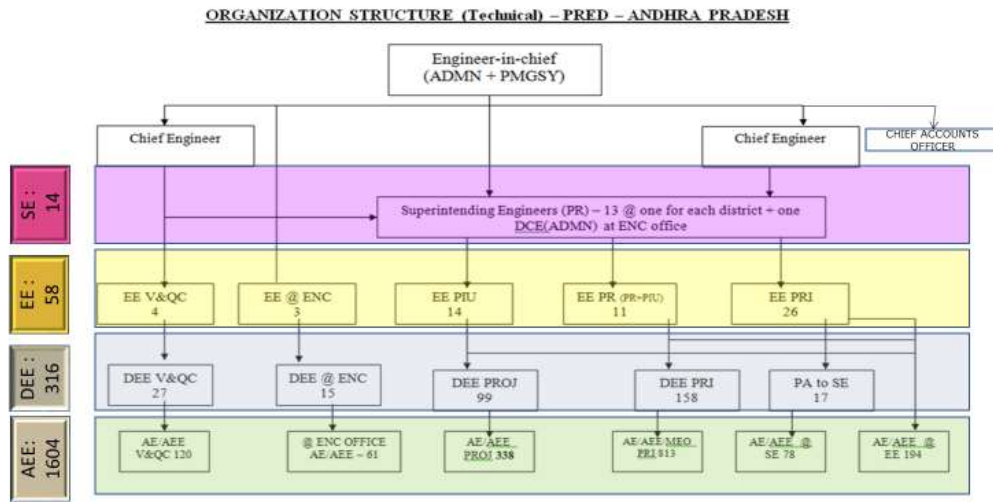 ORGANIZATION STRUCTURE (Technical) – PRED – ANDHRA PRADESH
Engineer-in-chief
(ADMN + PMGSY)
Chief Engineer
Chief Engineer
CHIEF ACCOUNTS
OFFICER
SE :
14
Superintending Engineers (PR) – 13 @ one for each district + one
DCE(ADMN) at ENC office
EE :
58
EE V&QC
4
EE @ ENC
3
EE PIU
14
EE PR (PR+PIU)
11
EE PRI
26
DEE :
316
DEE V&QC
27
DEE @ ENC
15
DEE PROJ
99
DEE PRI
158
PA to SE
17
AEE:
1604
AE/AEE
V&QC 120
@ ENC OFFICE
AE/AEE – 61
AE/AEE
PROJ 338
AE/AEE/MEO
PRI 813
AE/AEE @
SE 78
AE/AEE @
EE 194